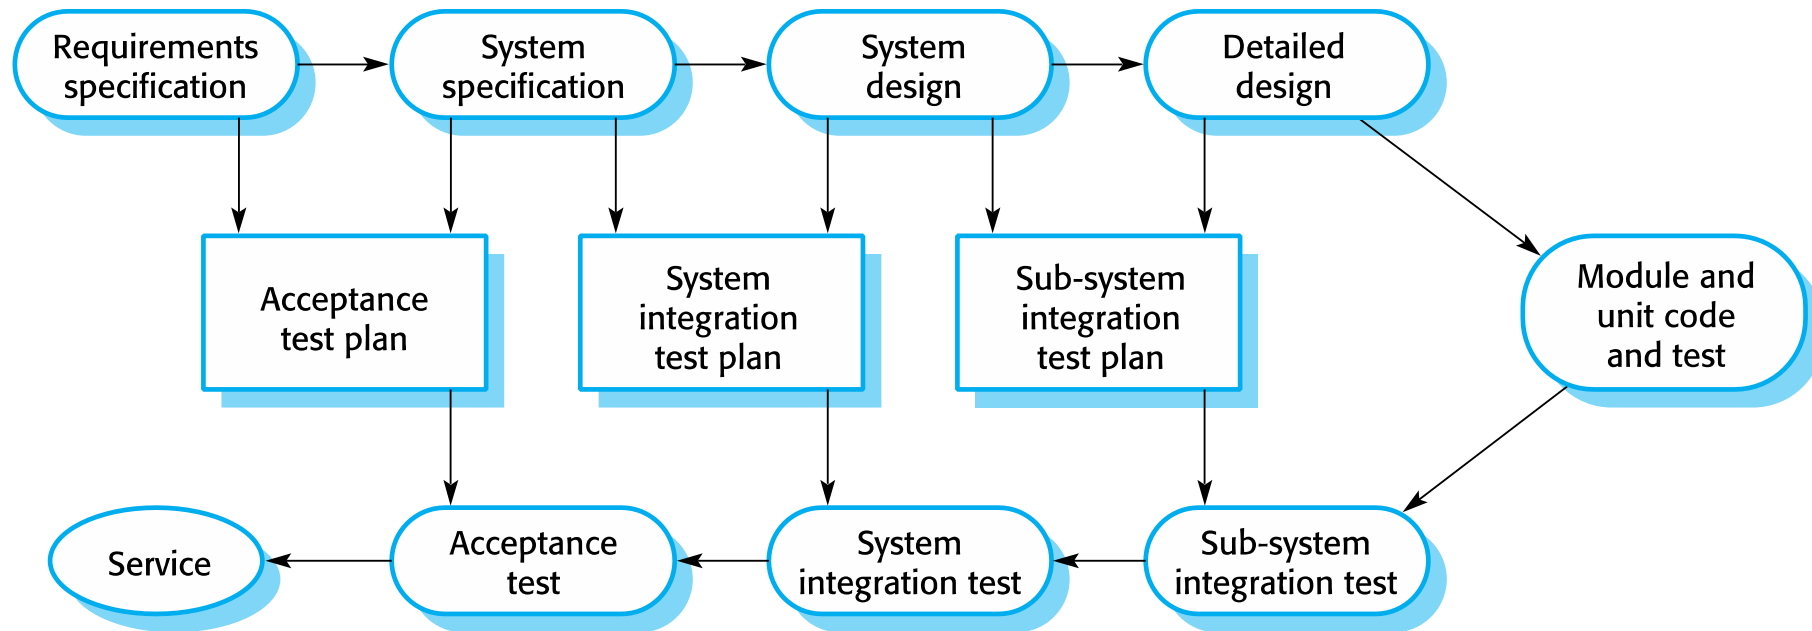 Requirements
specification
System
specification
System
design
Detailed
design
Acceptance
test plan
System
integration
test plan
Sub-system
integration
test plan
Module and
unit code
and test
Service
Acceptance
test
System
integration test
Sub-system
integration test